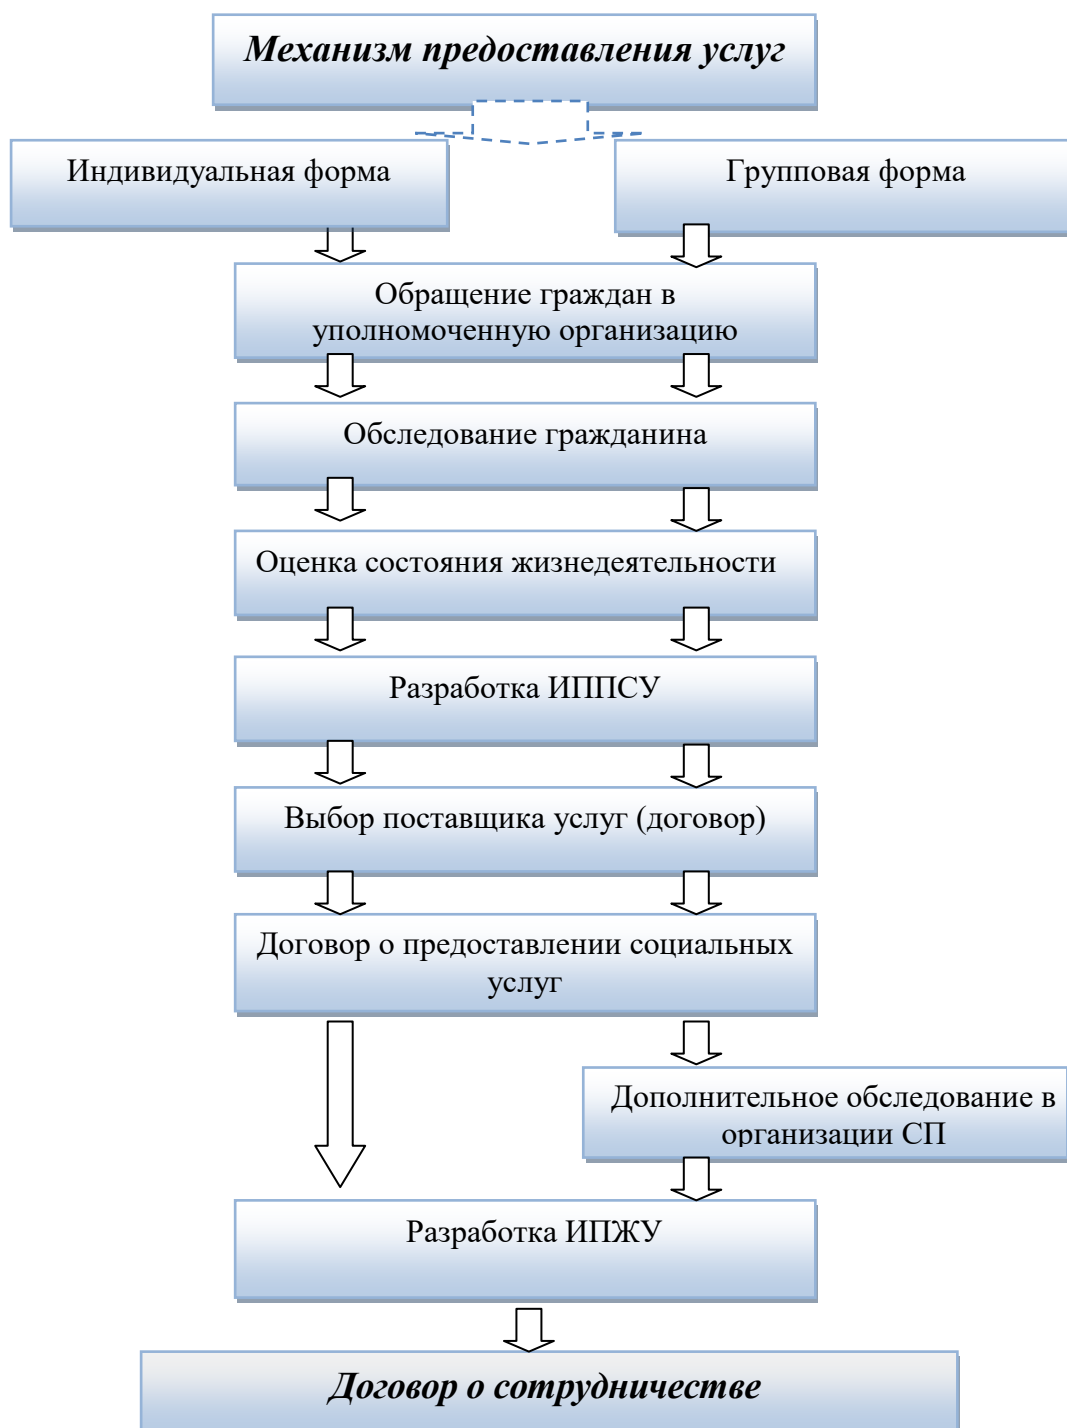 Механизм предоставления услуг
Индивидуальная форма
Групповая форма
Обращение граждан в
уполномоченную организацию
Обследование гражданина
Оценка состояния жизнедеятельности
Разработка ИППСУ
Выбор поставщика услуг (договор)
Договор о предоставлении социальных
услуг
Дополнительное обследование в
организации СП
Разработка ИПЖУ
Договор о сотрудничестве